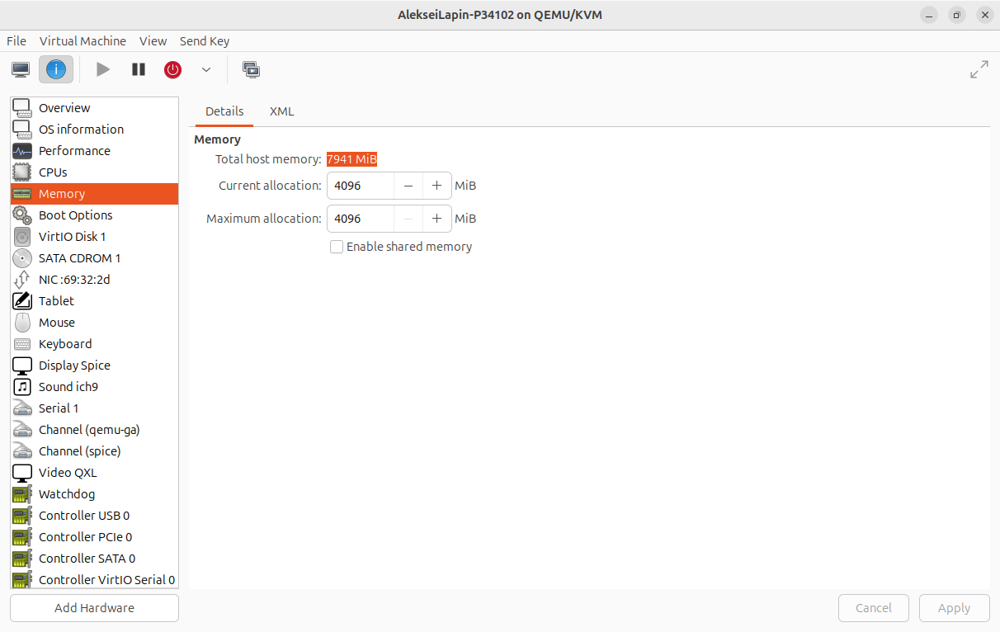 AlekseiLapin-P34102 on QEMU/KVM
File Virtual Machine View Send Key
Details XML
Overview
OS information
Performance
CPUs
Memory
Boot Options
VirtIO Disk 1
SATA CDROM 1
NIC :69:32:2d
Tablet
Mouse
Keyboard
Display Spice
Sound ich9
Serial 1
Channel (qemu-ga)
Channel (spice)
Video QXL
Watchdog
Controller USB 0
Controller PCIe 0
Controller SATA 0
Controller VirtIO Serial 0
Add Hardware
Memory
Total host memory: 7941 MiB
Current allocation: 4096 − + MiB
Maximum allocation: 4096 − + MiB
Enable shared memory
Cancel Apply